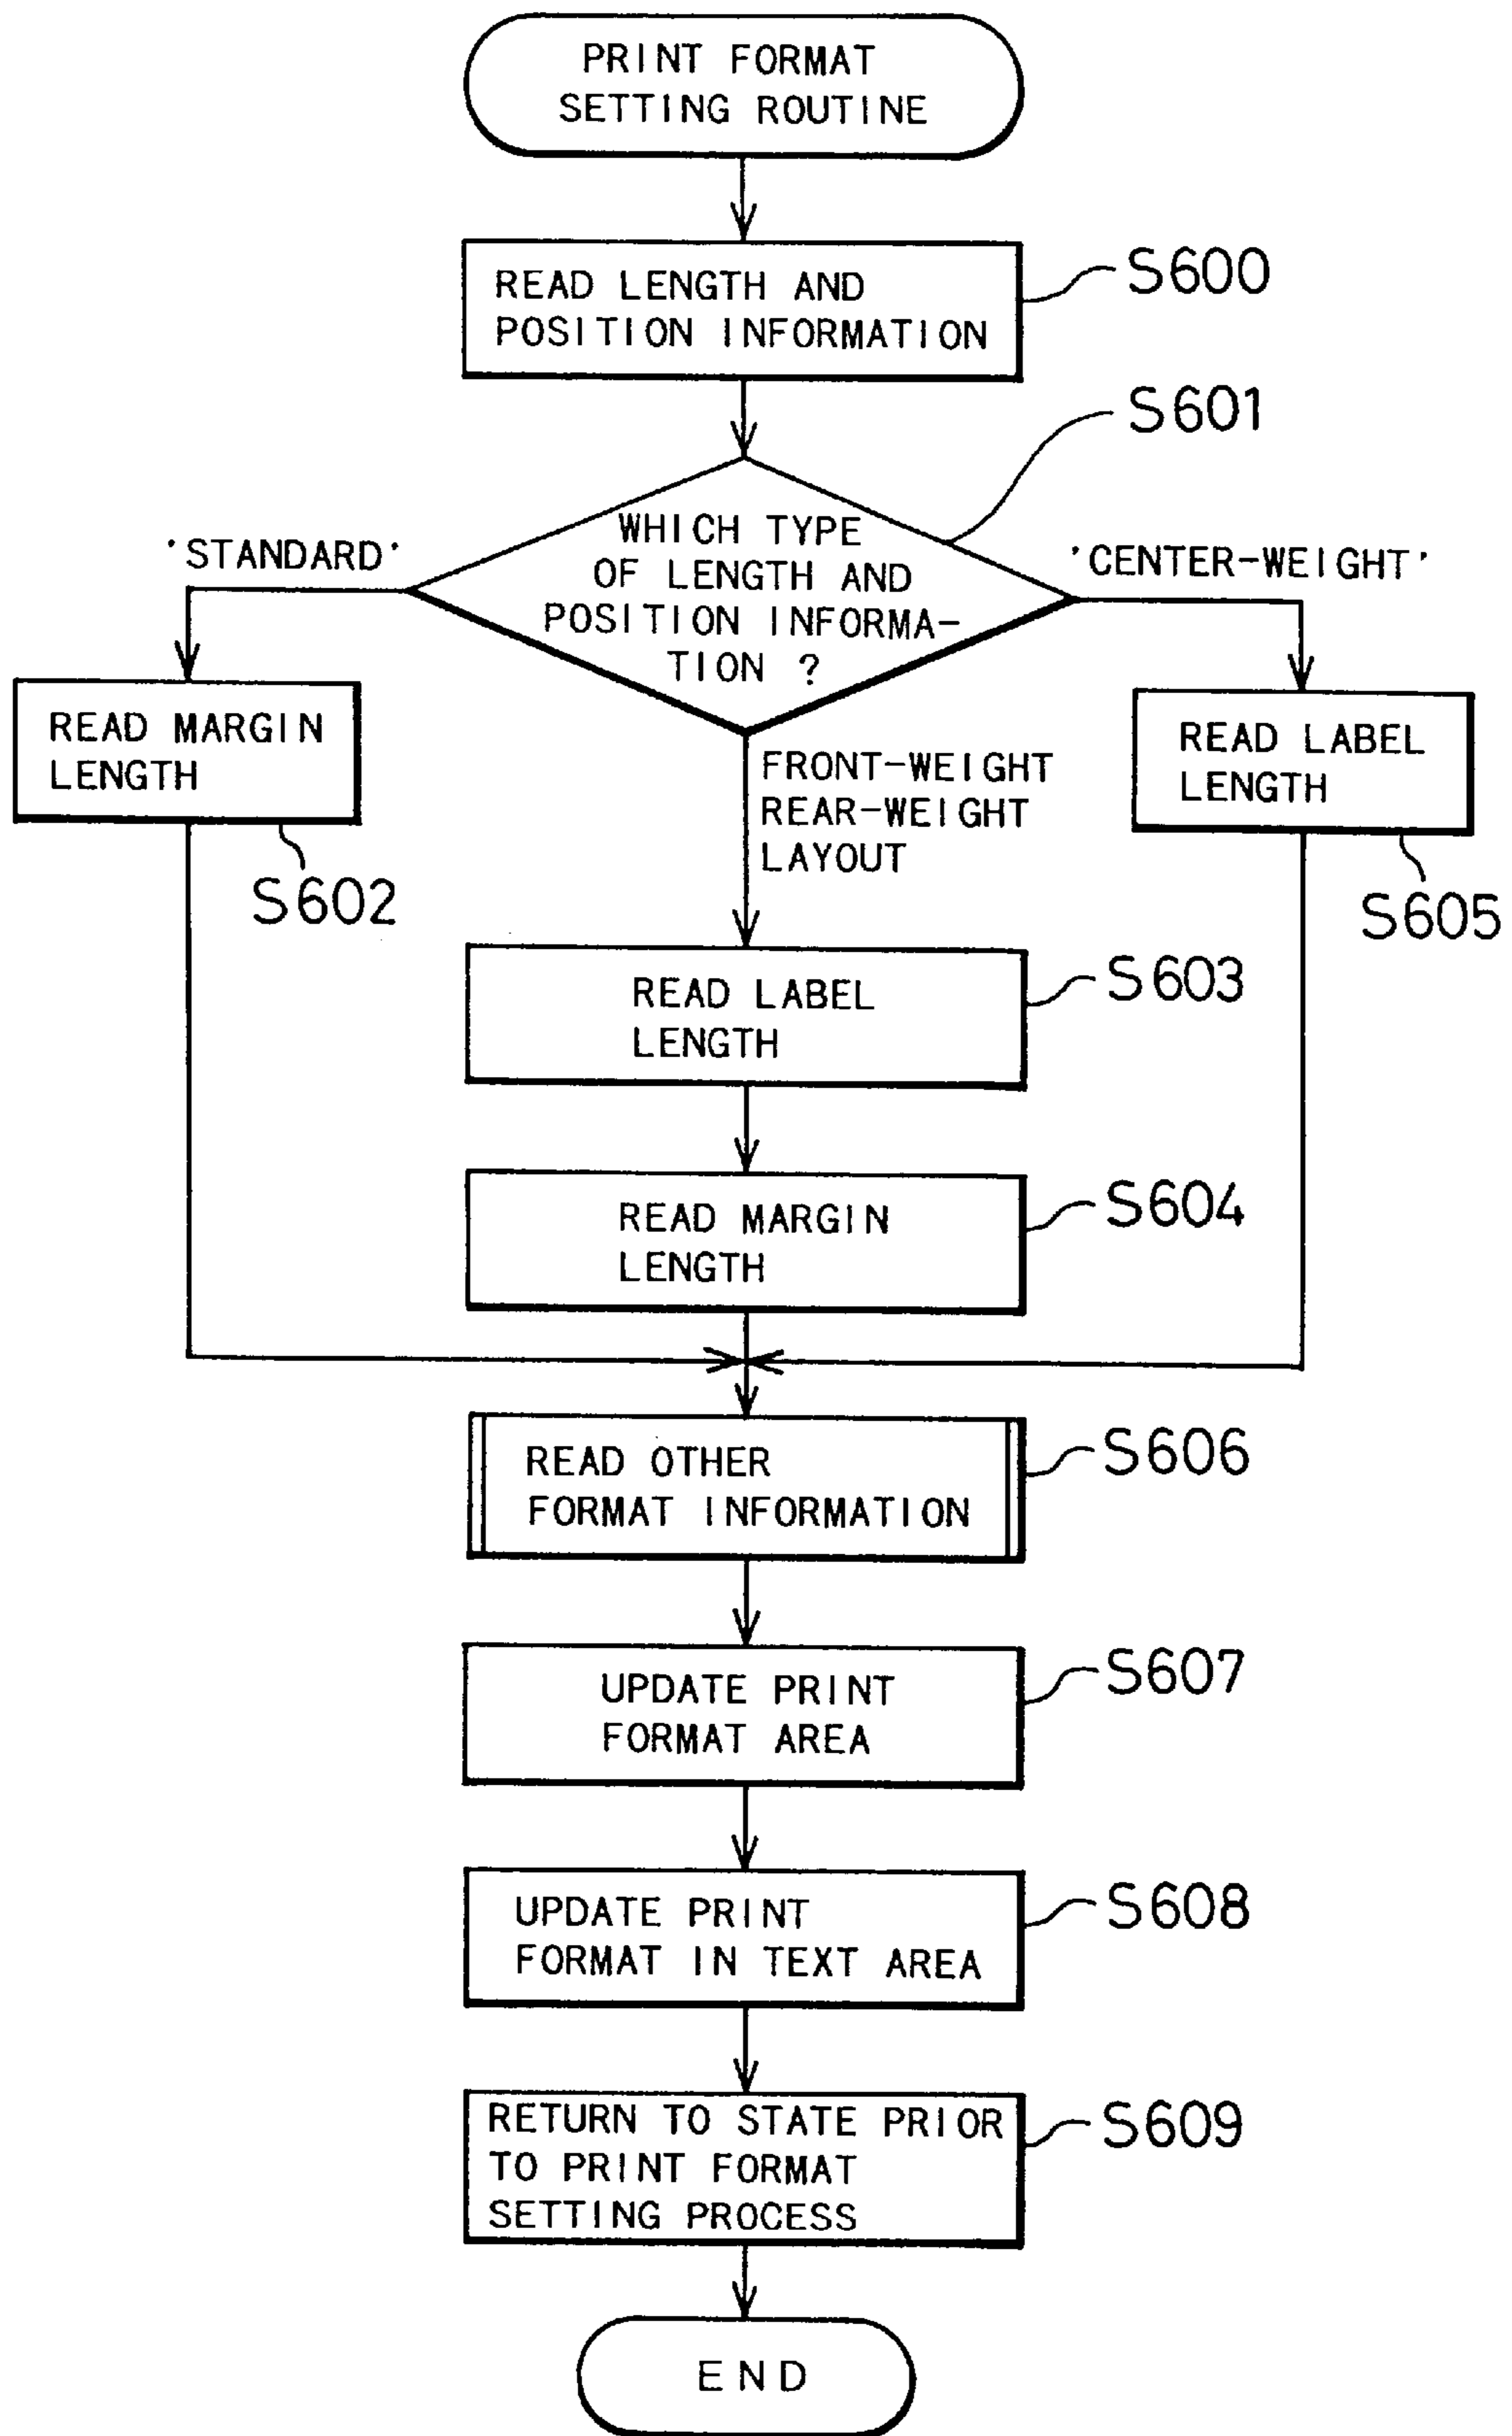 PRINT FORMAT
SETTING ROUTINE
READ LENGTH AND
POSITION INFORMATION
S600
S601
WHICH TYPE
OF LENGTH AND
POSITION INFORMA-
TION ?
'STANDARD'
'CENTER-WEIGHT'
READ MARGIN
LENGTH
S602
FRONT-WEIGHT
REAR-WEIGHT
LAYOUT
READ LABEL
LENGTH
S605
READ LABEL
LENGTH
S603
READ MARGIN
LENGTH
S604
READ OTHER
FORMAT INFORMATION
S606
UPDATE PRINT
FORMAT AREA
S607
UPDATE PRINT
FORMAT IN TEXT AREA
S608
RETURN TO STATE PRIOR
TO PRINT FORMAT
SETTING PROCESS
S609
END